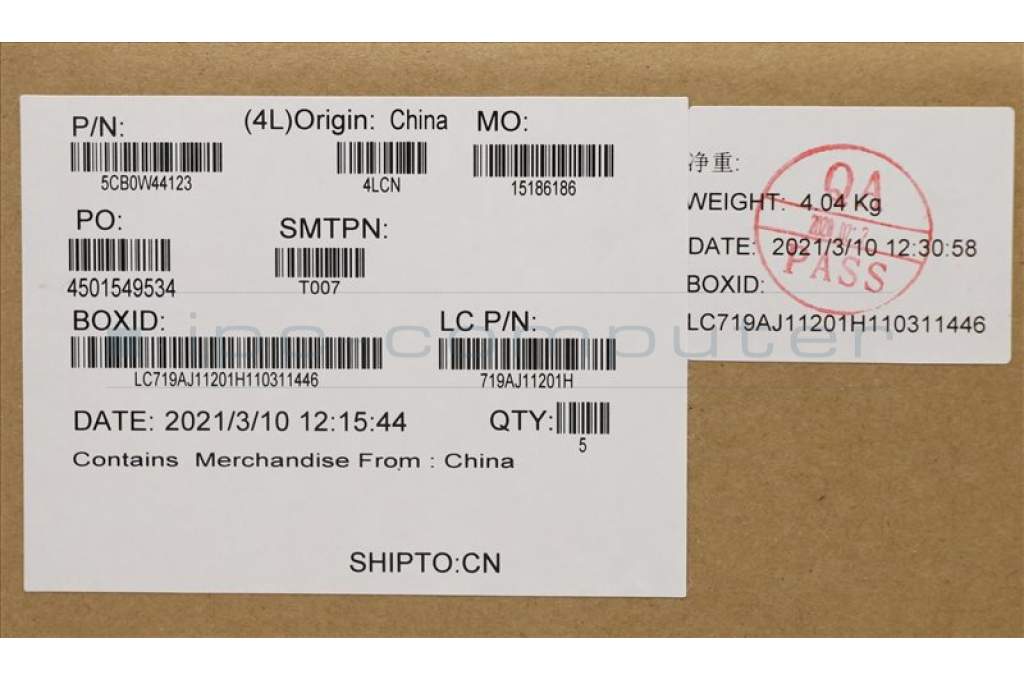 P/N:
5CB0W44123
(4L)Origin: China
4LCN
MO:
15186186
PO:
4501549534
SMTPN:
T007
BOXID:
LC719AJ11201H110311446
LC P/N:
719AJ11201H
DATE: 2021/3/10 12:15:44
QTY:
5
Contains Merchandise From : China
SHIPTO:CN
净重:
WEIGHT: 4.04 Kg
DATE: 2021/3/10 12:30:58
BOXID:
LC719AJ11201H110311446
QA
PASS
ipc-computer